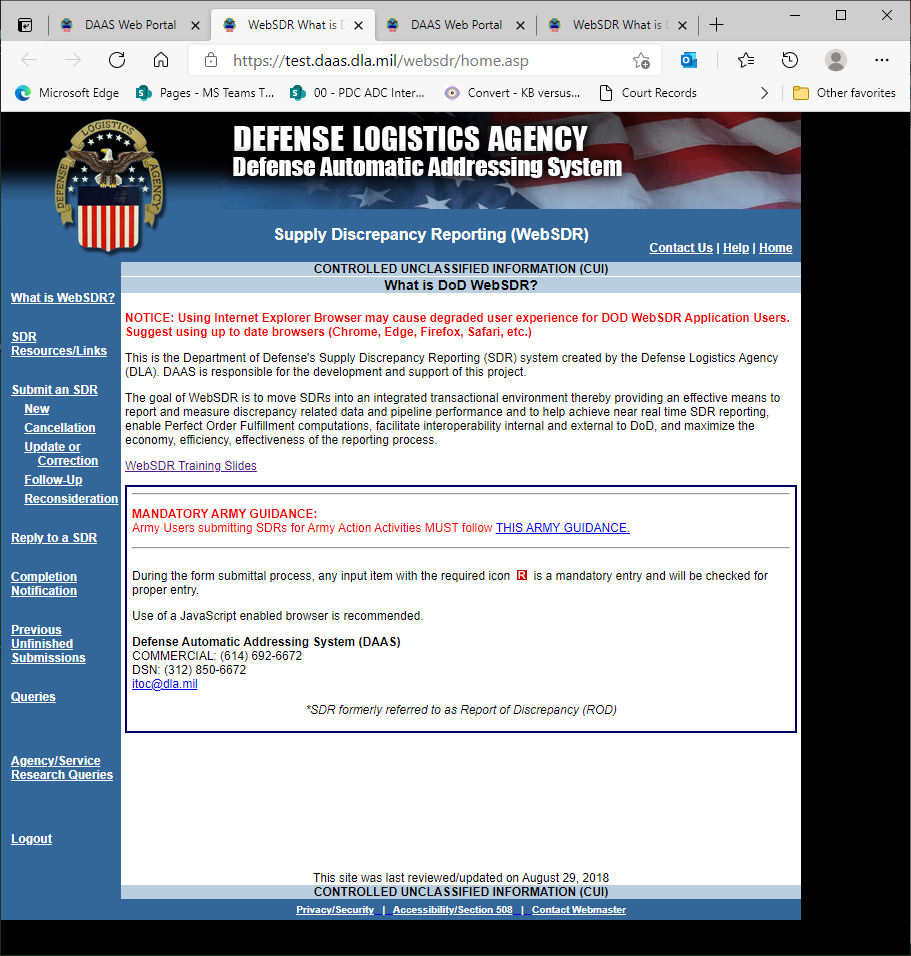 DAAS Web Portal
WebSDR What is D
DAAS Web Portal
WebSDR What is D
https://test.daas.dla.mil/websdr/home.asp
Microsoft Edge
Pages - MS Teams T...
00 - PDC ADC Inter...
Convert - KB versus...
Court Records
Other favorites
DEFENSE LOGISTICS AGENCY
DEFENSE LOGISTICS AGENCY
Defense Automatic Addressing System
Supply Discrepancy Reporting (WebSDR)
Contact Us | Help | Home
What is WebSDR?
SDR
Resources/Links
Submit an SDR
New
Cancellation
Update or
Correction
Follow-Up
Reconsideration
Reply to a SDR
Completion
Notification
Previous
Unfinished
Submissions
Queries
Agency/Service
Research Queries
Logout
CONTROLLED UNCLASSIFIED INFORMATION (CUI)
What is DoD WebSDR?
NOTICE: Using Internet Explorer Browser may cause degraded user experience for DOD WebSDR Application Users.
Suggest using up to date browsers (Chrome, Edge, Firefox, Safari, etc.)
This is the Department of Defense's Supply Discrepancy Reporting (SDR) system created by the Defense Logistics Agency
(DLA). DAAS is responsible for the development and support of this project.
The goal of WebSDR is to move SDRs into an integrated transactional environment thereby providing an effective means to
report and measure discrepancy related data and pipeline performance and to help achieve near real time SDR reporting,
enable Perfect Order Fulfillment computations, facilitate interoperability internal and external to DoD, and maximize the
economy, efficiency, effectiveness of the reporting process.
WebSDR Training Slides
MANDATORY ARMY GUIDANCE:
Army Users submitting SDRs for Army Action Activities MUST follow THIS ARMY GUIDANCE.
During the form submittal process, any input item with the required icon R is a mandatory entry and will be checked for
proper entry.
Use of a JavaScript enabled browser is recommended.
Defense Automatic Addressing System (DAAS)
COMMERCIAL: (614) 692-6672
DSN: (312) 850-6672
itoc@dla.mil
*SDR formerly referred to as Report of Discrepancy (ROD)
This site was last reviewed/updated on August 29, 2018
CONTROLLED UNCLASSIFIED INFORMATION (CUI)
Privacy/Security | Accessibility/Section 508 | Contact Webmaster